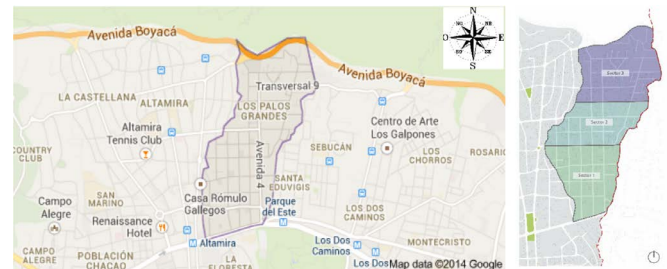 Avenida Boyacá
N
NO
NE
O
E
SO
SE
S
Avenida Boyacá
Transversal 9
LA CASTELLANA
ALTAMIRA
LOS PALOS
GRANDES
Altamira
Tennis Club
Centro de Arte
Los Galpones
SEBUCÁN
COUNTRY
CLUB
LOS
CHORROS
ROSARIO
Avenida 4
SANTA
EDUVIGIS
SAN
MARINO
Casa Rómulo
Gallegos
Parque
del Este
Campo
Alegre
Renaissance
Hotel
LOS DOS
CAMINOS
Altamira
Los Dos
Caminos
MONTECRISTO
CAMPO
ALEGRE
POBLACIÓN
CHACAO
LA
FLORESTA
Los Dos
Map data ©2014 Google
Sector 3
Sector 2
Sector 1